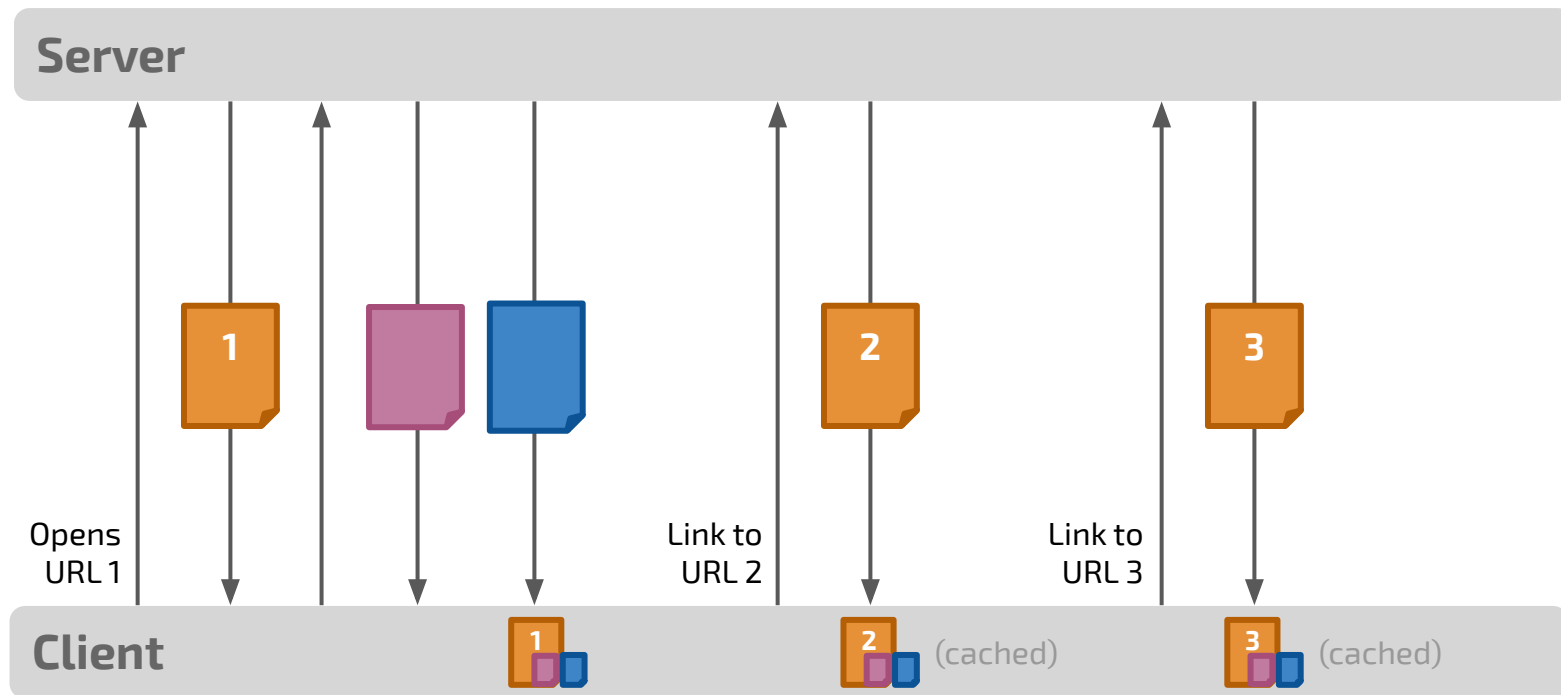 Server
1
2
3
Opens
URL 1
Link to
URL 2
Link to
URL 3
Client
1
2
(cached)
3
(cached)